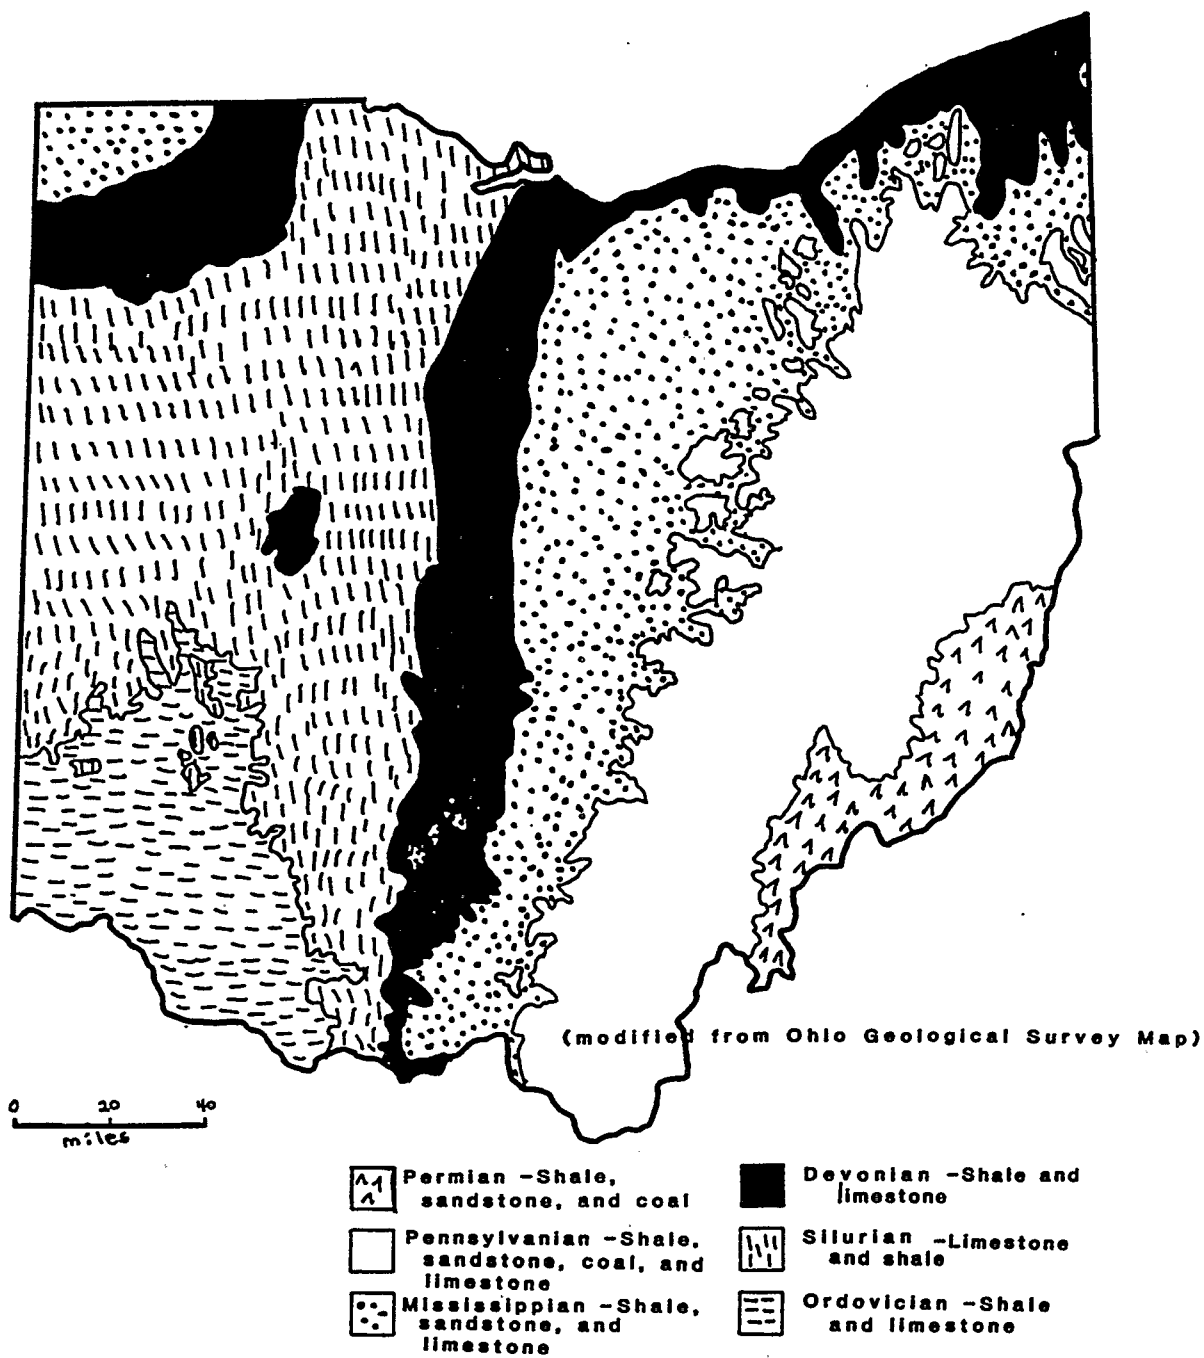 (modified from Ohio Geological Survey Map)
0 20 40
miles
Permian -Shale,
sandstone, and coal
Pennsylvanian -Shale,
sandstone, coal, and
limestone
Mississippian -Shale,
sandstone, and
limestone
Devonian -Shale and
limestone
Silurian -Limestone
and shale
Ordovician -Shale
and limestone